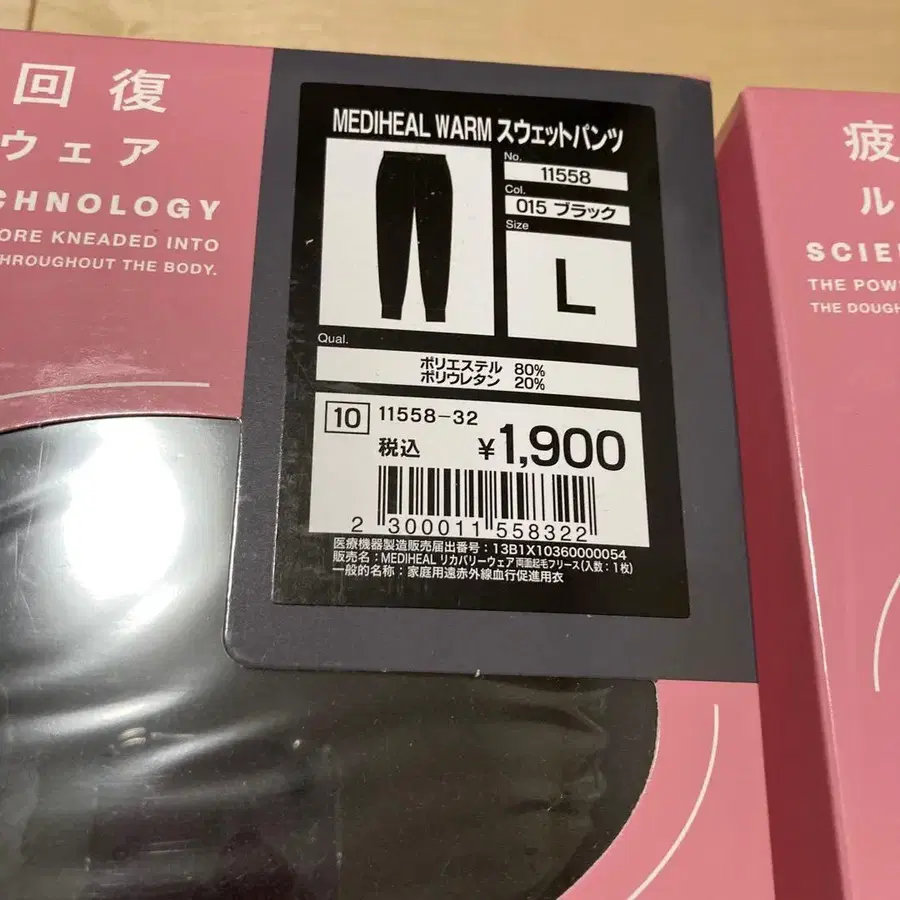 回復
ウェア
CHNOLOGY
ORE KNEADED INTO
HROUGHOUT THE BODY.
MEDIHEAL WARM スウェットパンツ
No.
11558
Col.
015 ブラック
Size
L
Qual.
ポリエステル 80%
ポリウレタン 20%
10 11558-32
税込 ¥1,900
2 300011 558322
医療機器製造販売届出番号:13B1X10360000054
販売名:MEDIHEAL リカバリーウェア 両面起毛フリース(入数:1枚)
一般的名称:家庭用遠赤外線血行促進用衣
疲
ル
SCIE
THE POW
THE DOUGH